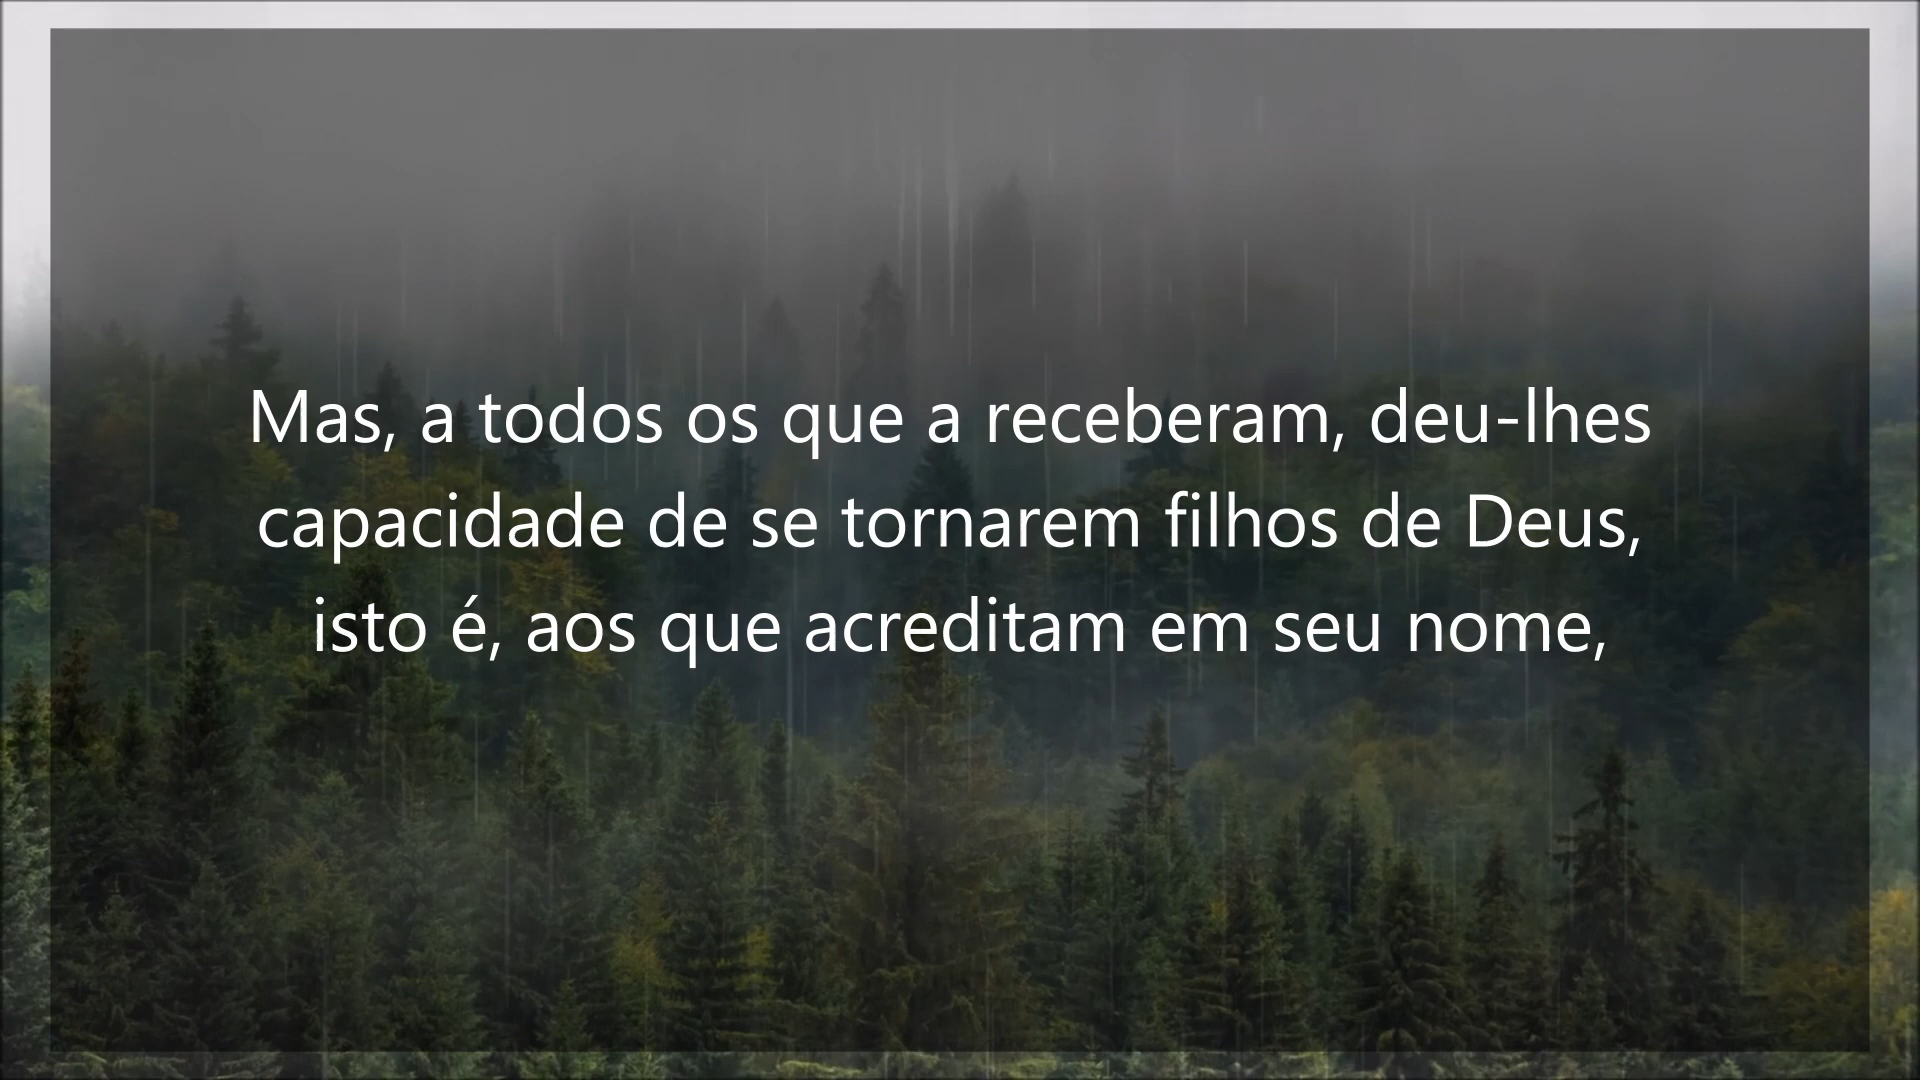 Mas, a todos os que a receberam, deu-lhes
capacidade de se tornarem filhos de Deus,
isto é, aos que acreditam em seu nome,